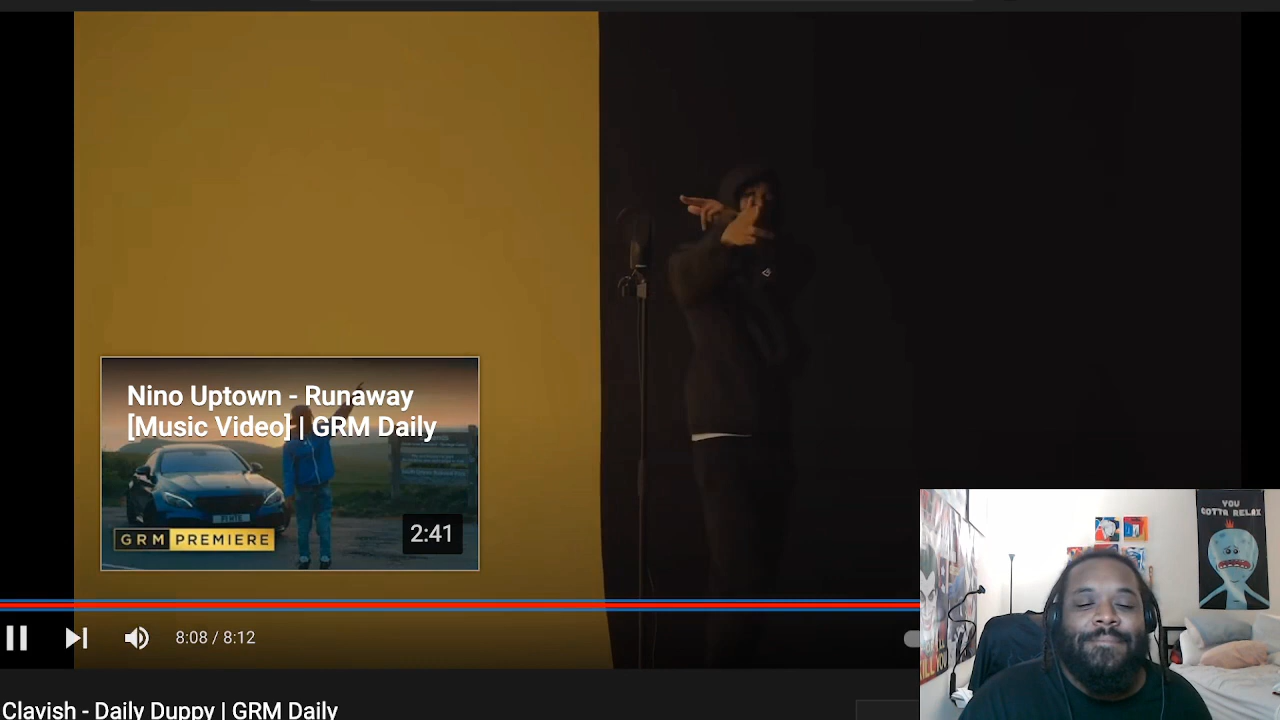 Nino Uptown - Runaway
[Music Video] | GRM Daily
GRM PREMIERE
2:41
8:08 / 8:12
Clavish - Daily Duppy | GRM Daily
YOU
GOTTA RELAX